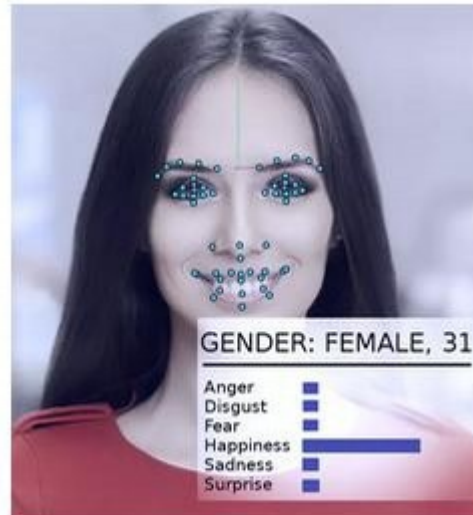 GENDER: FEMALE, 31
Anger
Disgust
Fear
Happiness
Sadness
Surprise